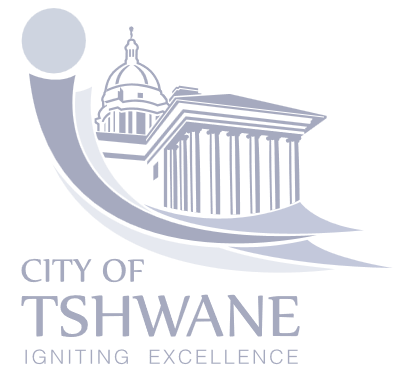 CITY OF
TSHWANE
IGNITING EXCELLENCE